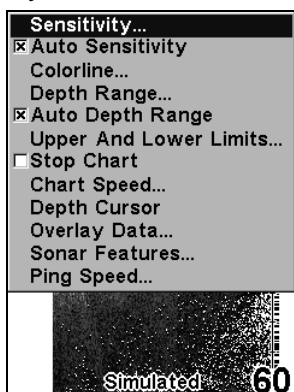 Sensitivity...
Auto Sensitivity
Colorline...
Depth Range...
Auto Depth Range
Upper And Lower Limits...
Stop Chart
Chart Speed...
Depth Cursor
Overlay Data...
Sonar Features...
Ping Speed...
Simulated 60